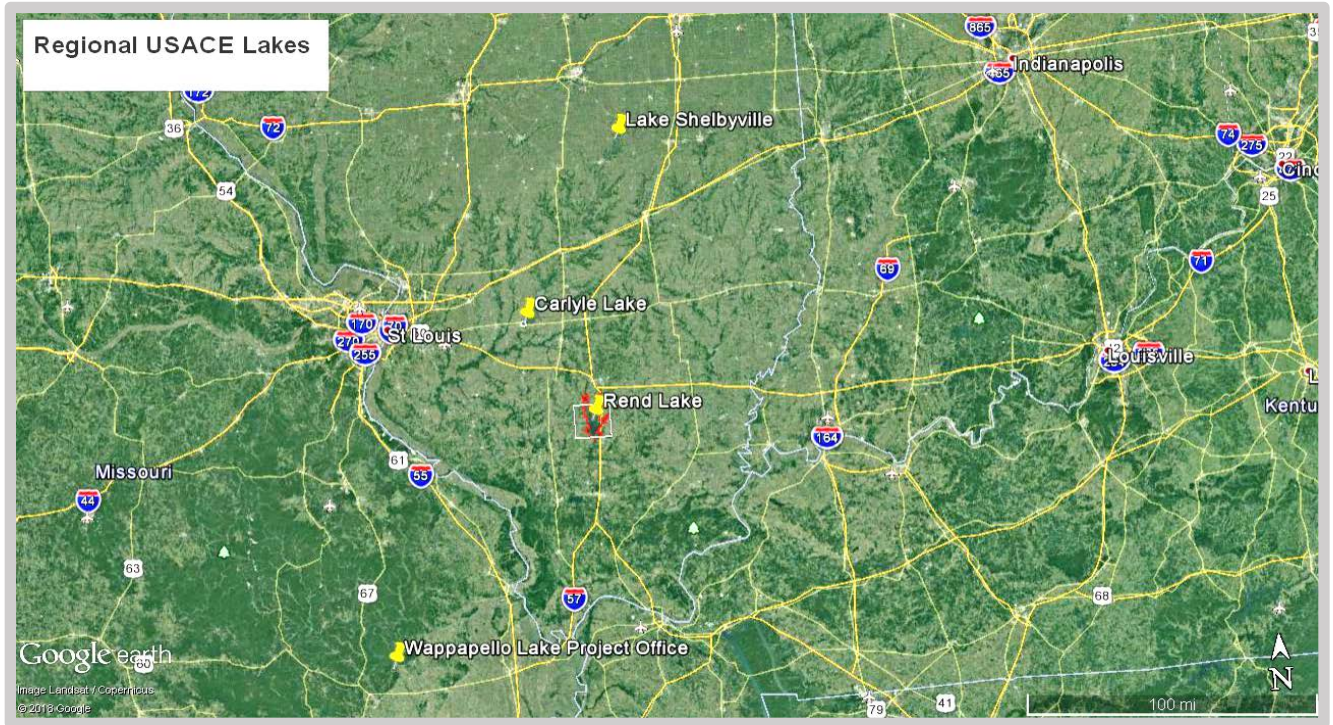 Regional USACE Lakes
865
465
Indianapolis
172
36
72
Lake Shelbyville
74
275
22
54
25
69
71
Carlyle Lake
170
70
St Louis
270
255
Louisville
Rend Lake
Kentu
164
61
55
Missouri
44
63
67
57
68
Wappapello Lake Project Office
Google earth
60
Image Landsat / Copernicus
© 2018 Google
N
79
41
100 mi